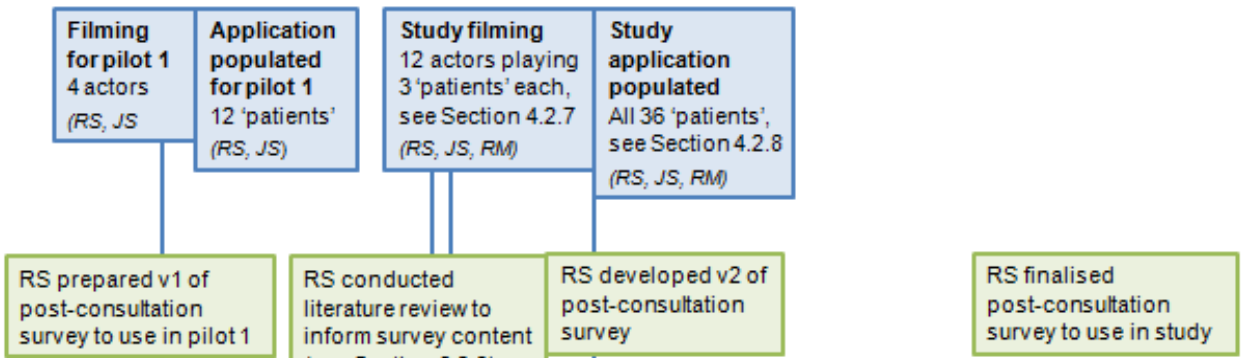 Filming
for pilot 1
4 actors
(RS, JS
Application
populated
for pilot 1
12 ‘patients’
(RS, JS)
Study filming
12 actors playing
3 ‘patients’ each,
see Section 4.2.7
(RS, JS, RM)
Study
application
populated
All 36 ‘patients’,
see Section 4.2.8
(RS, JS, RM)
RS prepared v1 of
post-consultation
survey to use in pilot 1
RS conducted
literature review to
inform survey content
RS developed v2 of
post-consultation
survey
RS finalised
post-consultation
survey to use in study